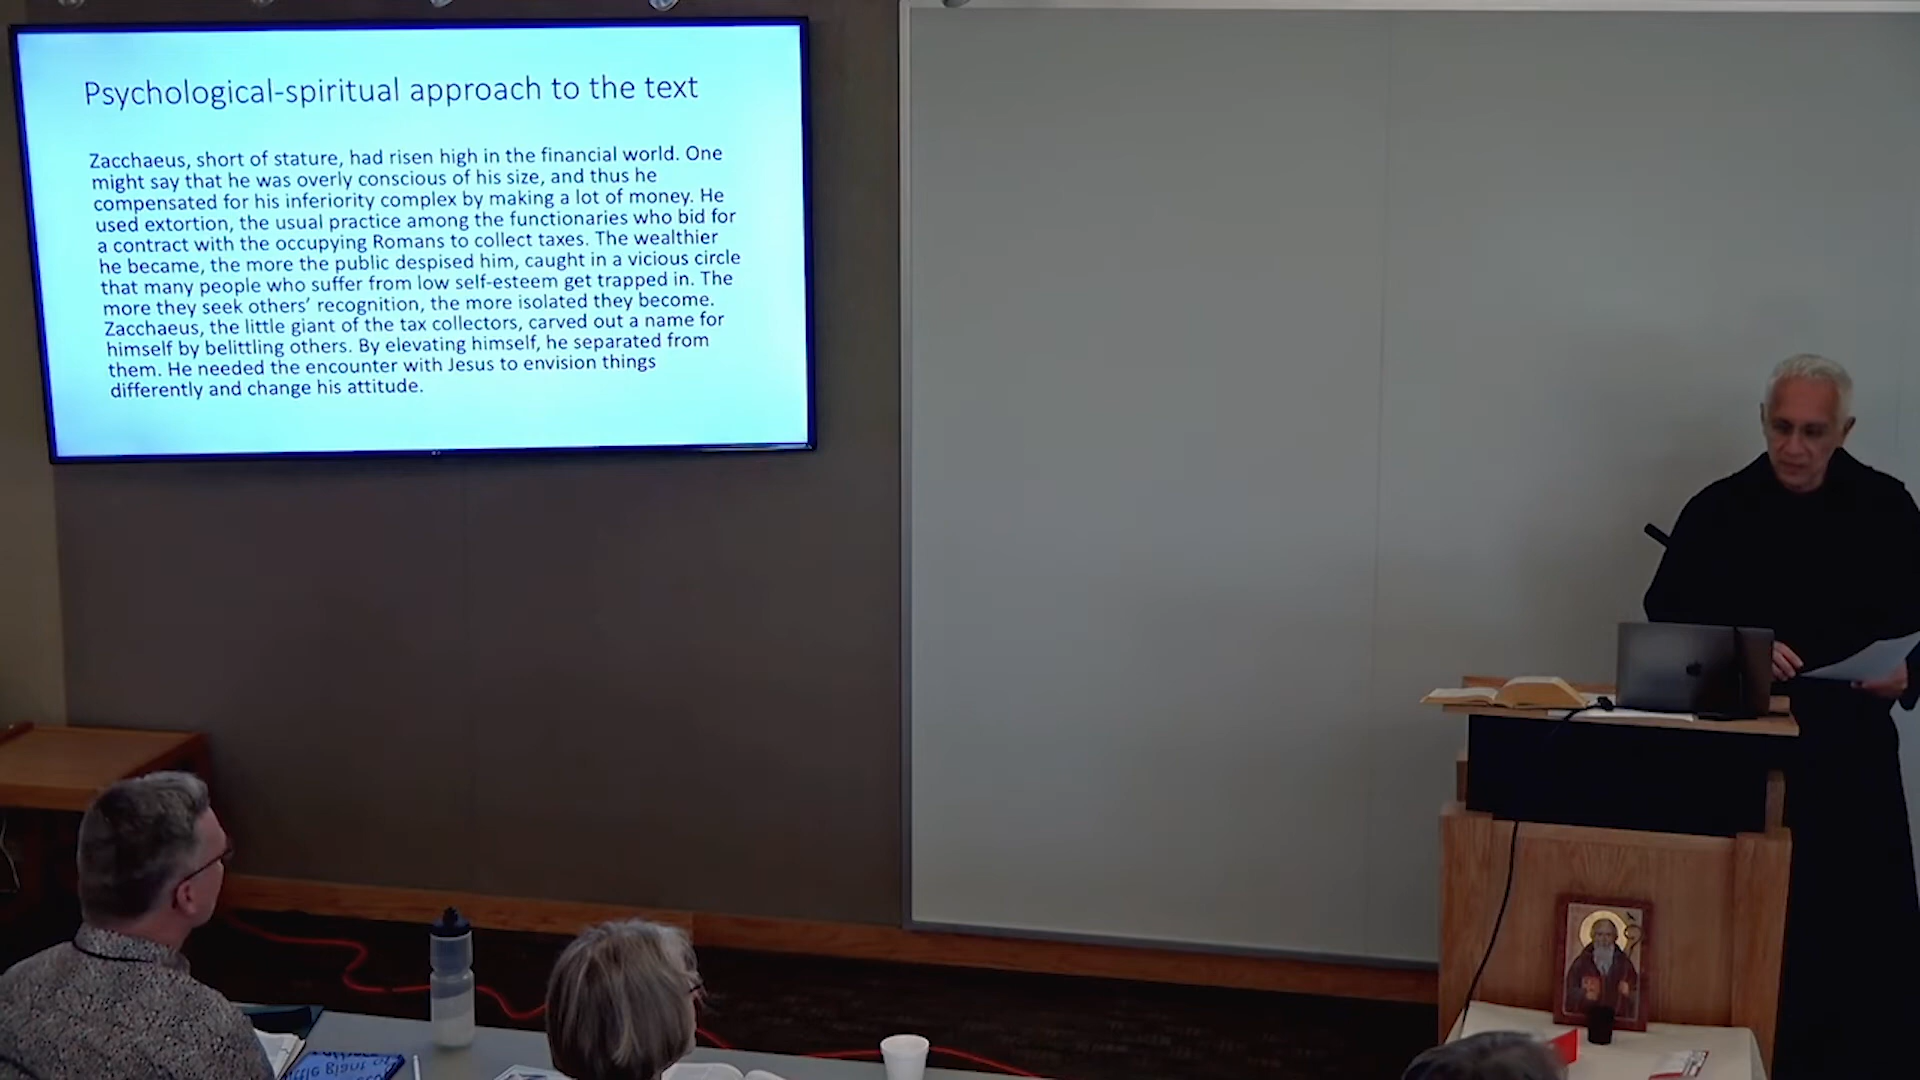 Psychological-spiritual approach to the text
Zacchaeus, short of stature, had risen high in the financial world. One
might say that he was overly conscious of his size, and thus he
compensated for his inferiority complex by making a lot of money. He
used extortion, the usual practice among the functionaries who bid for
a contract with the occupying Romans to collect taxes. The wealthier
he became, the more the public despised him, caught in a vicious circle
that many people who suffer from low self-esteem get trapped in. The
more they seek others’ recognition, the more isolated they become.
Zacchaeus, the little giant of the tax collectors, carved out a name for
himself by belittling others. By elevating himself, he separated from
them. He needed the encounter with Jesus to envision things
differently and change his attitude.